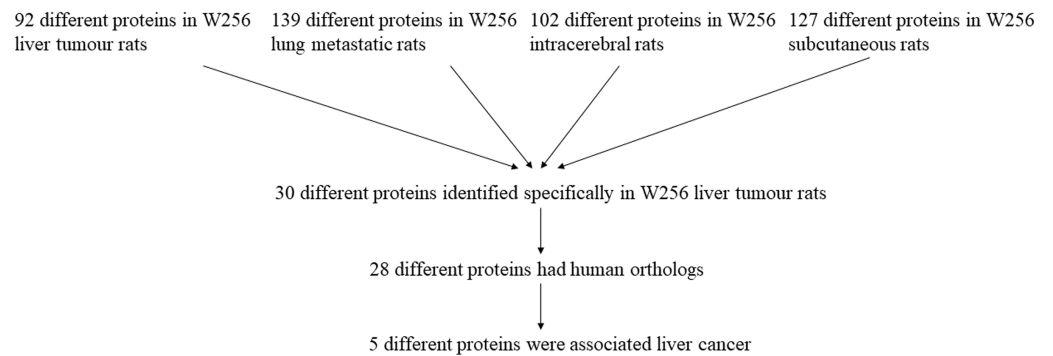 92 different proteins in W256
liver tumour rats
139 different proteins in W256
lung metastatic rats
102 different proteins in W256
intracerebral rats
127 different proteins in W256
subcutaneous rats
30 different proteins identified specifically in W256 liver tumour rats
28 different proteins had human orthologs
5 different proteins were associated liver cancer